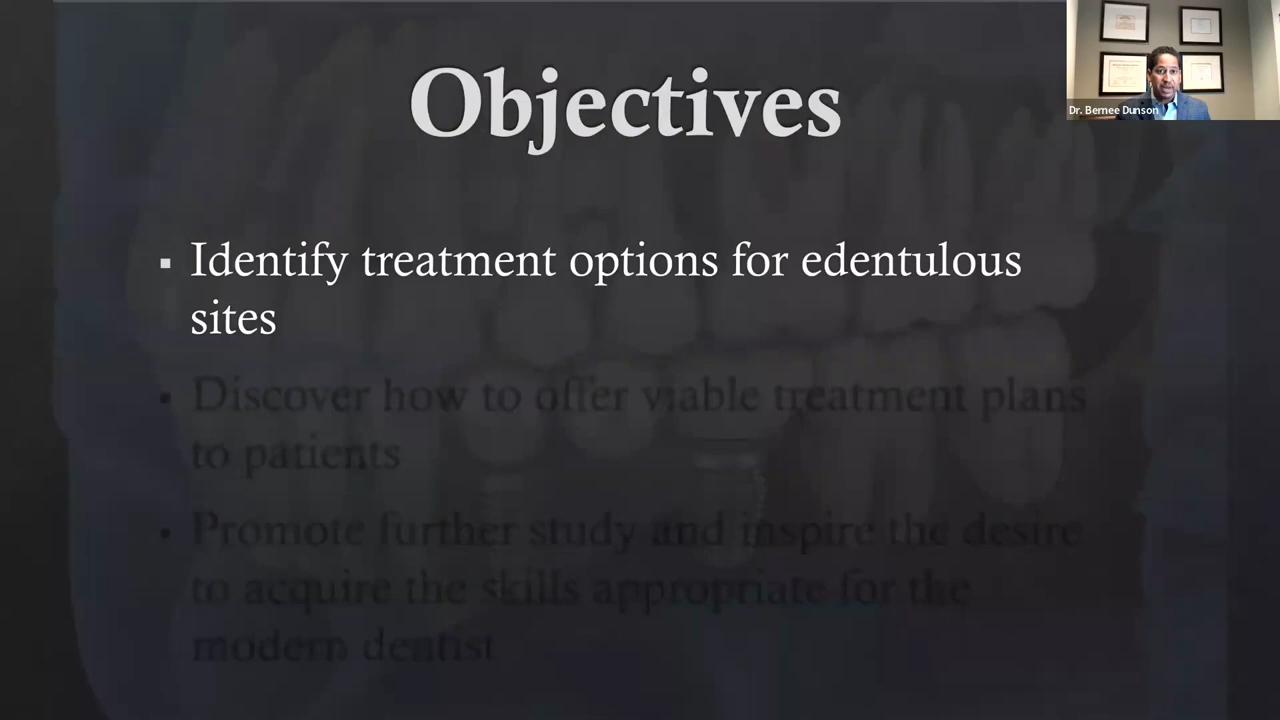 Objectives
Dr. Bernee Dunson
▪ Identify treatment options for edentulous
sites
▪ Discover how to offer viable treatment plans
to patients
▪ Promote further study and inspire the desire
to acquire the skills appropriate for the
modern dentist